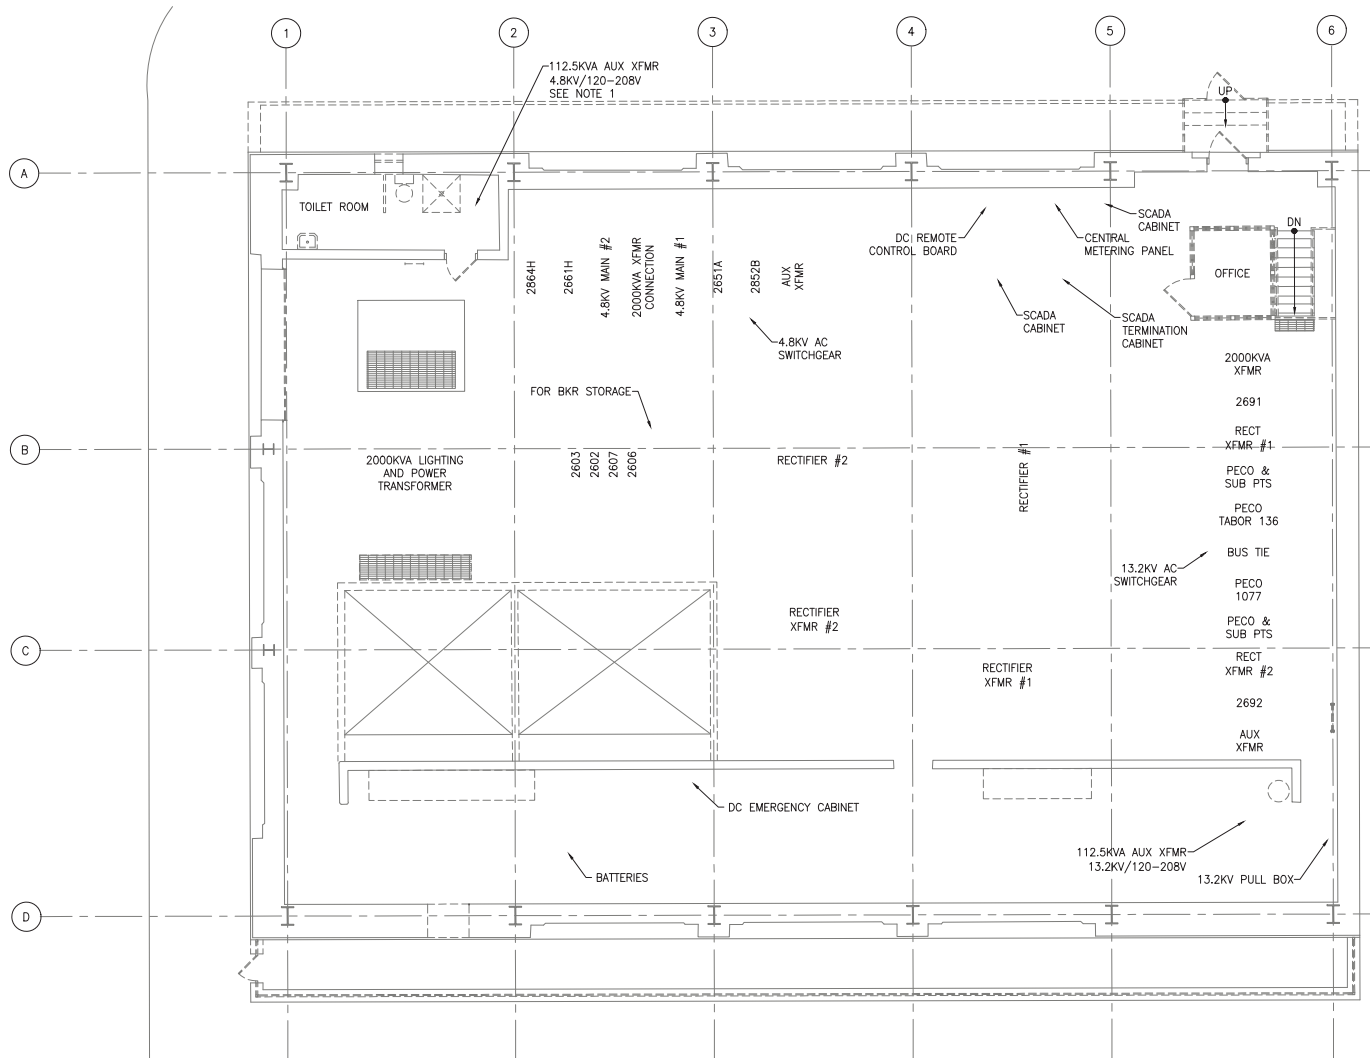 1
2
3
4
5
6
112.5KVA AUX XFMR
4.8KV/120-208V
SEE NOTE 1
UP
A
TOILET ROOM
SCADA
CABINET
CENTRAL
METERING PANEL
DC REMOTE
CONTROL BOARD
DN
OFFICE
2864H
2661H
4.8KV MAIN #2
2000KVA XFMR
CONNECTION
4.8KV MAIN #1
2651A
2852B
AUX
XFMR
SCADA
CABINET
SCADA
TERMINATION
CABINET
4.8KV AC
SWITCHGEAR
FOR BKR STORAGE
2000KVA
XFMR
2691
RECT
XFMR #1
PECO &
SUB PTS
PECO
TABOR 136
BUS TIE
B
2000KVA LIGHTING
AND POWER
TRANSFORMER
2603
2602
2607
2606
RECTIFIER #2
RECTIFIER #1
13.2KV AC
SWITCHGEAR
PECO
1077
PECO &
SUB PTS
RECT
XFMR #2
2692
AUX
XFMR
RECTIFIER
XFMR #2
C
RECTIFIER
XFMR #1
DC EMERGENCY CABINET
BATTERIES
112.5KVA AUX XFMR
13.2KV/120-208V
13.2KV PULL BOX
D